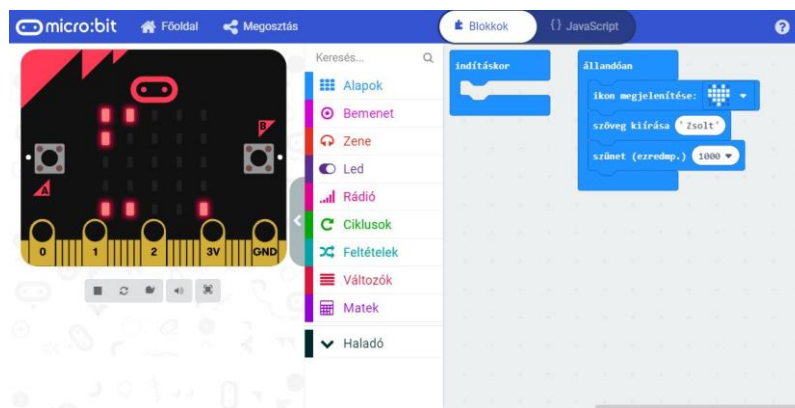 micro:bit Főoldal Megosztás Blokkok {} JavaScript ?
Keresés...
Alapok
Bemenet
Zene
Led
Rádió
Ciklusok
Feltételek
Változók
Matek
Haladó
indításkor
állandóan
ikon megjelenítése:
szöveg kiírása "Zsolt"
szünet (ezredmp.) 1000
B
A
0 1 2 3V GND